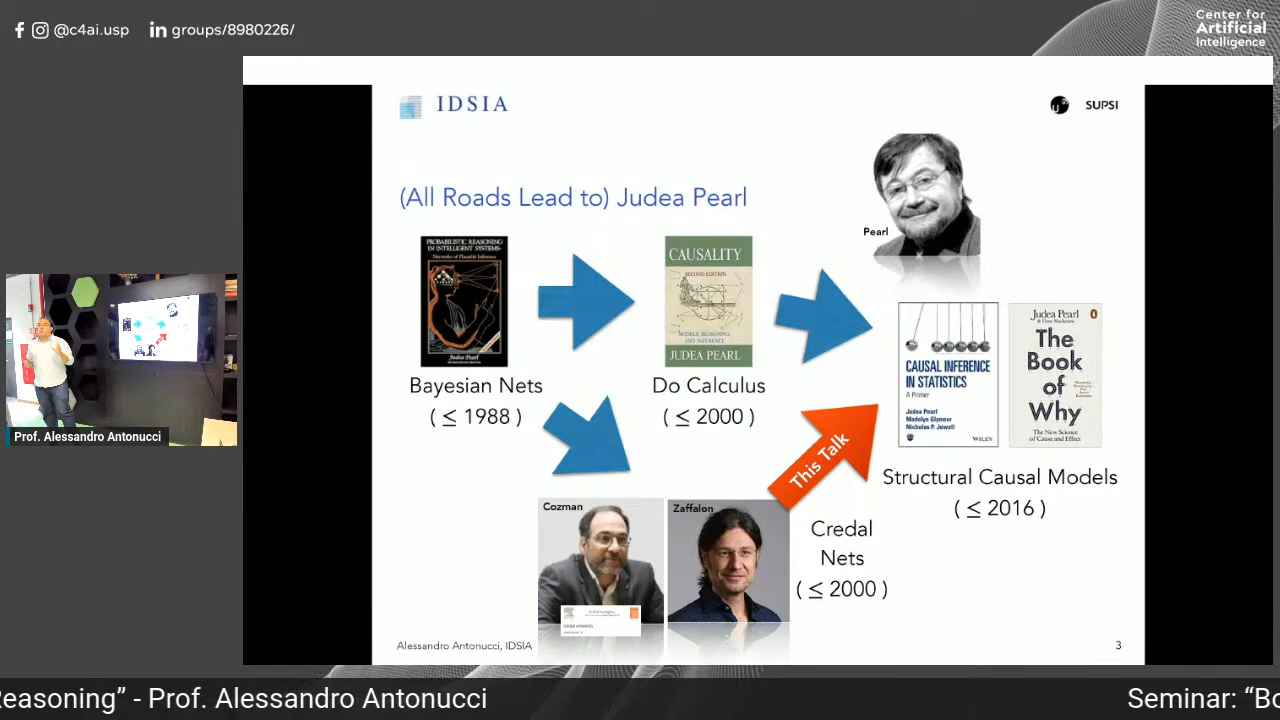 @c4ai.usp
groups/8980226/
Center for
Artificial
Intelligence
IDSIA
SUPSI
(All Roads Lead to) Judea Pearl
Pearl
PROBABILISTIC REASONING
IN INTELLIGENT SYSTEMS:
Networks of Plausible Inference
Judea Pearl
Bayesian Nets
( ≤ 1988 )
CAUSALITY
SECOND EDITION
MODELS, REASONING,
AND INFERENCE
JUDEA PEARL
Do Calculus
( ≤ 2000 )
CAUSAL INFERENCE
IN STATISTICS
A Primer
Judea Pearl
Madelyn Glymour
Nicholas P. Jewell
WILEY
Judea Pearl
& Dana Mackenzie
The
Book
of
Why
The New Science
of Cause and Effect
Structural Causal Models
( ≤ 2016 )
This Talk
Cozman
Zaffalon
Credal
Nets
( ≤ 2000 )
Alessandro Antonucci, IDSIA
3
Prof. Alessandro Antonucci
Reasoning” - Prof. Alessandro Antonucci
Seminar: “Bo